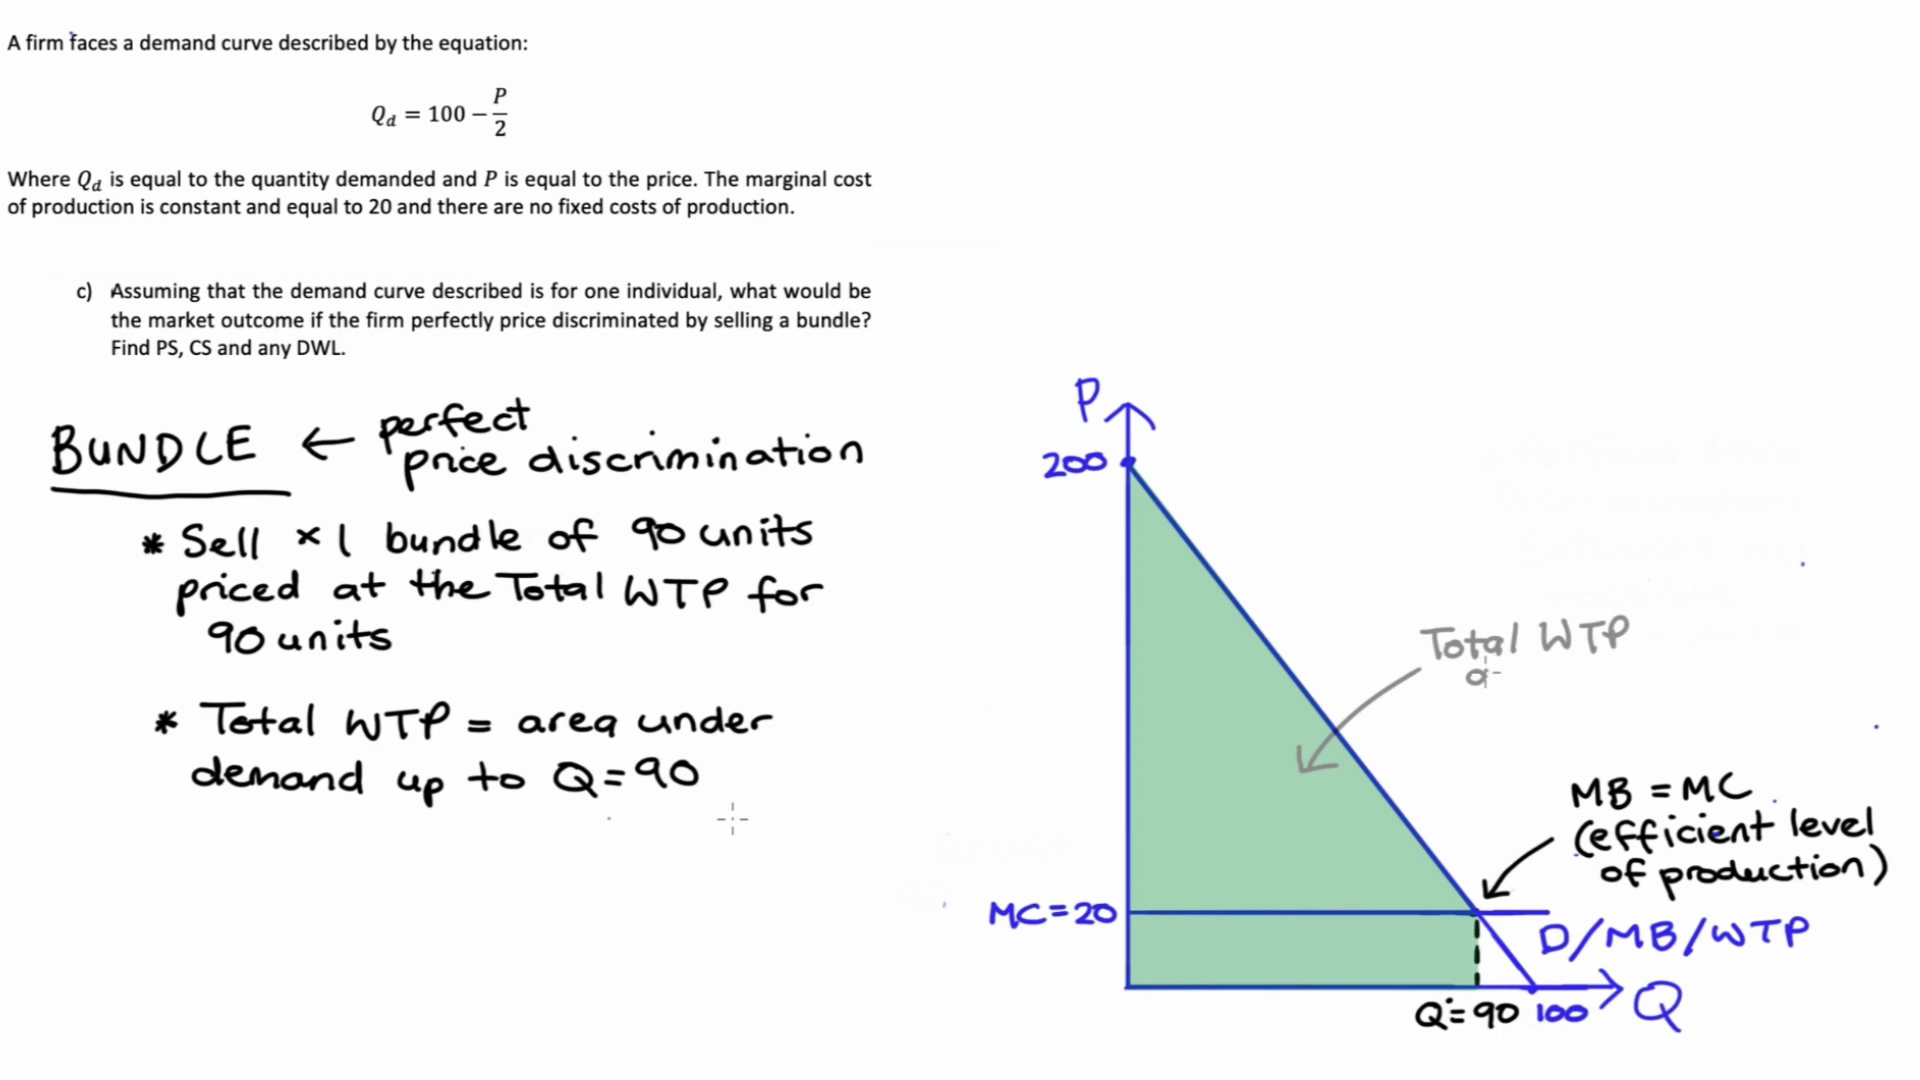 A firm faces a demand curve described by the equation:
Q_d = 100 − P/2
Where Q_d is equal to the quantity demanded and P is equal to the price. The marginal cost
of production is constant and equal to 20 and there are no fixed costs of production.
c) Assuming that the demand curve described is for one individual, what would be
the market outcome if the firm perfectly price discriminated by selling a bundle?
Find PS, CS and any DWL.
BUNDLE ← perfect
price discrimination
* Sell ×1 bundle of 90 units
priced at the Total WTP for
90 units
* Total WTP = area under
demand up to Q=90
P
200
Total WTP
MB = MC
(efficient level
of production)
MC=20
D/MB/WTP
Q=90 100 Q